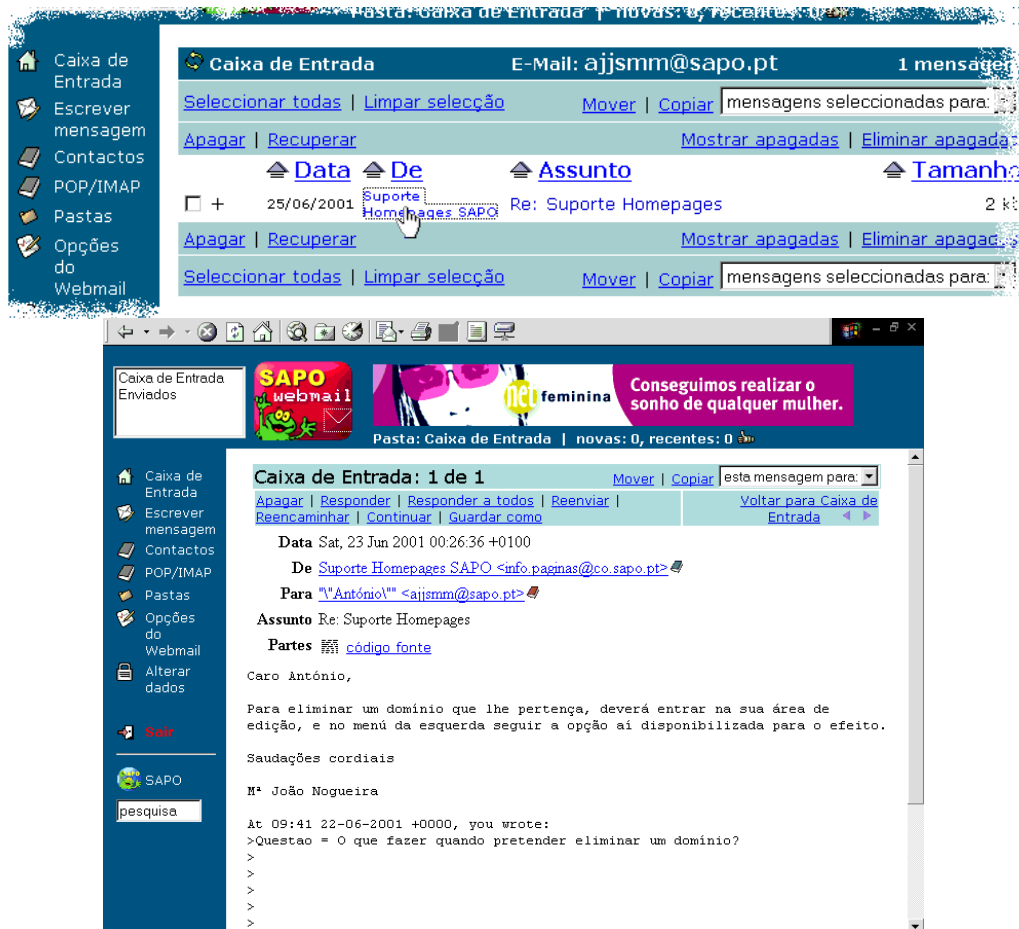 Pasta: Caixa de Entrada | novas: 0, recentes: 0
Caixa de Entrada
Escrever mensagem
Contactos
POP/IMAP
Pastas
Opções do Webmail
Caixa de Entrada E-Mail: ajjsmm@sapo.pt 1 mensagem
Seleccionar todas | Limpar selecção Mover | Copiar mensagens seleccionadas para:
Apagar | Recuperar Mostrar apagadas | Eliminar apagadas
Data De Assunto Tamanho
+ 25/06/2001 Suporte Homepages SAPO Re: Suporte Homepages 2 k
Apagar | Recuperar Mostrar apagadas | Eliminar apagadas
Seleccionar todas | Limpar selecção Mover | Copiar mensagens seleccionadas para:
Caixa de Entrada
Enviados
SAPO
webmail
net feminina
Conseguimos realizar o
sonho de qualquer mulher.
Pasta: Caixa de Entrada | novas: 0, recentes: 0
Caixa de
Entrada
Escrever
mensagem
Contactos
POP/IMAP
Pastas
Opções
do
Webmail
Alterar
dados
Sair
SAPO
pesquisa
Caixa de Entrada: 1 de 1 Mover | Copiar esta mensagem para:
Apagar | Responder | Responder a todos | Reenviar |
Reencaminhar | Continuar | Guardar como
Voltar para Caixa de
Entrada
Data Sat, 23 Jun 2001 00:26:36 +0100
De Suporte Homepages SAPO <info.paginas@co.sapo.pt>
Para "\"António\"" <ajjsmm@sapo.pt>
Assunto Re: Suporte Homepages
Partes código fonte
Caro António,
Para eliminar um domínio que lhe pertença, deverá entrar na sua área de
edição, e no menú da esquerda seguir a opção aí disponibilizada para o efeito.
Saudações cordiais
Mª João Nogueira
At 09:41 22-06-2001 +0000, you wrote:
>Questao = O que fazer quando pretender eliminar um domínio?
>
>
>
>
>